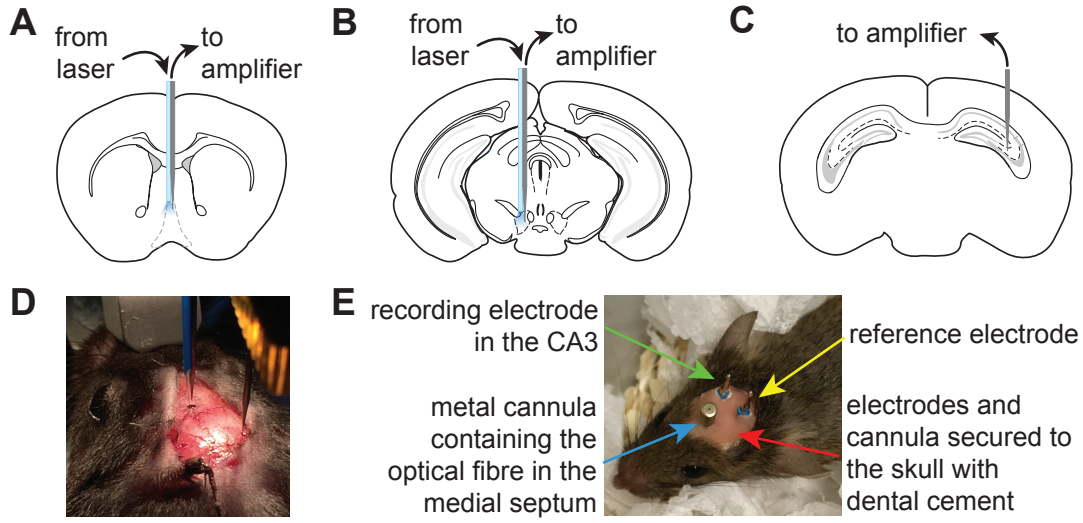 A
from
laser
to
amplifier
B
from
laser
to
amplifier
C
to amplifier
D
E
recording electrode
in the CA3
metal cannula
containing the
optical fibre in the
medial septum
reference electrode
electrodes and
cannula secured to
the skull with
dental cement